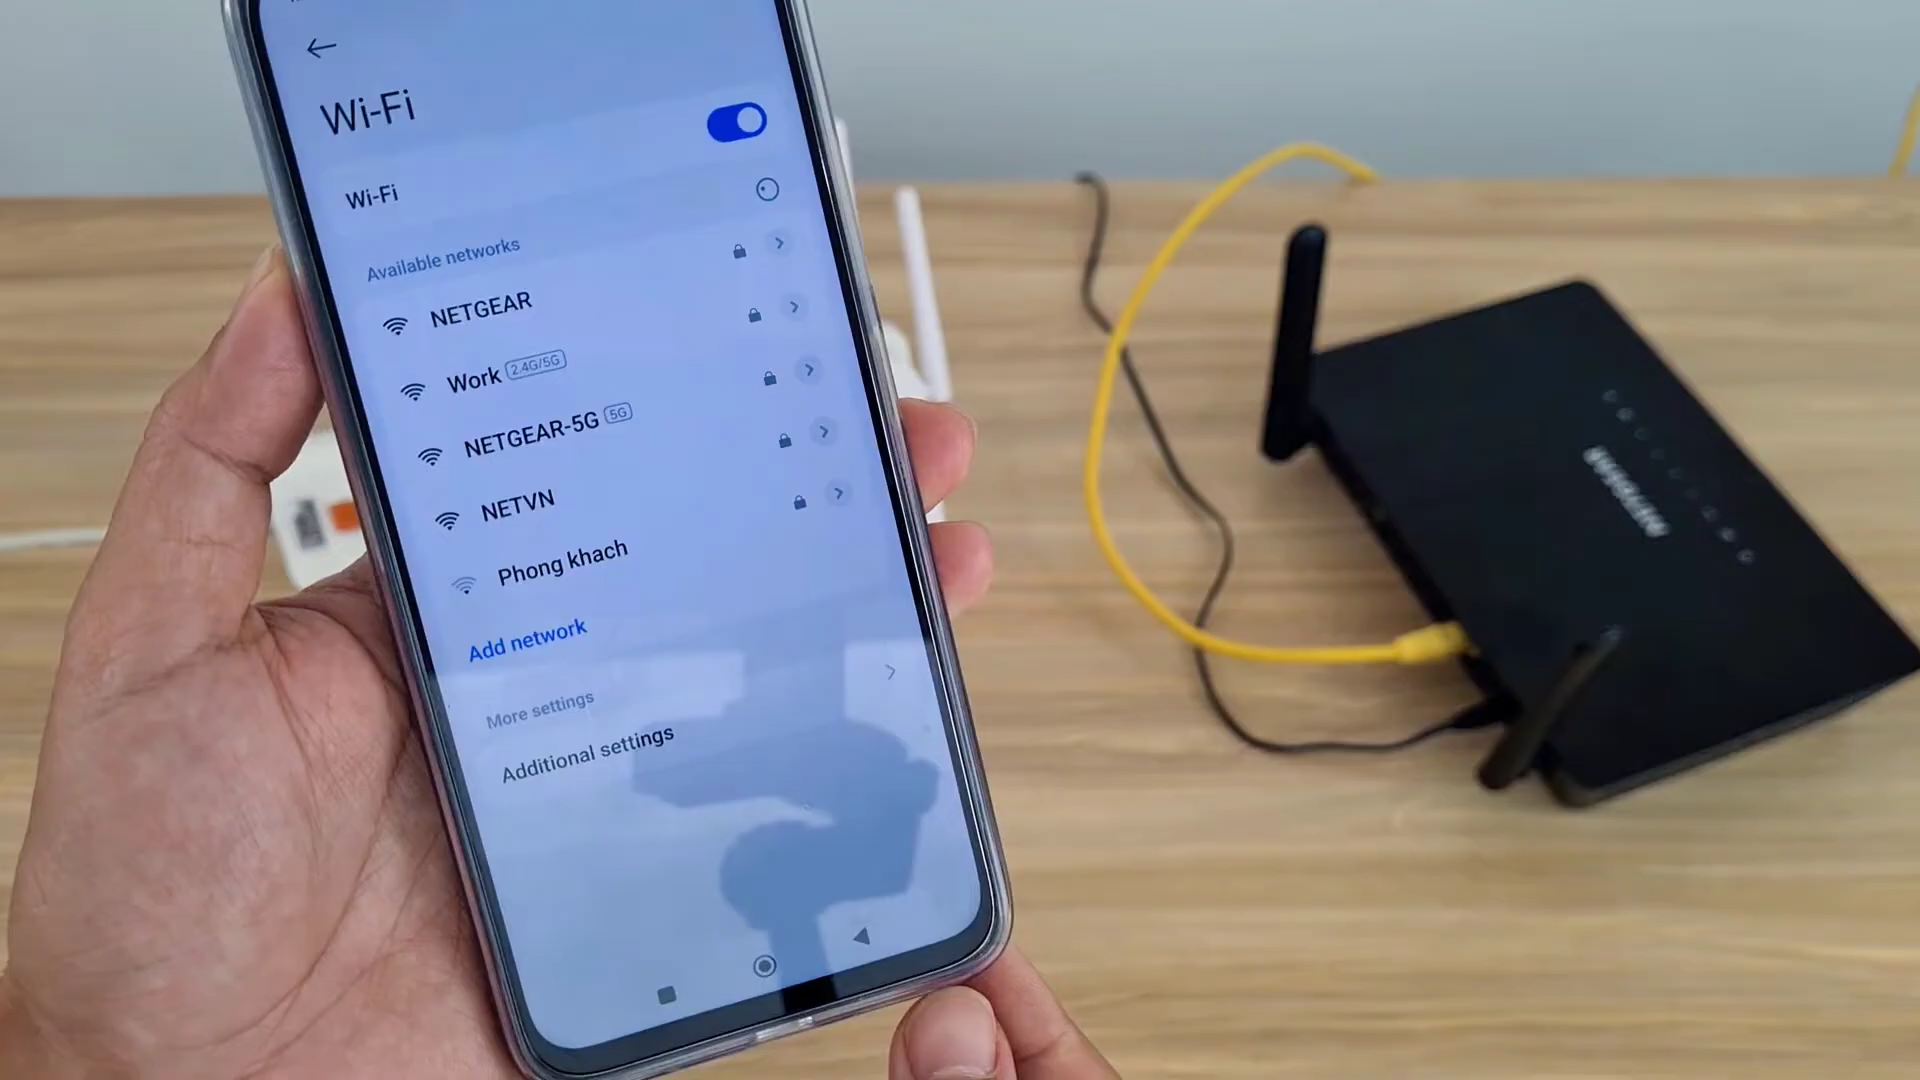 Wi-Fi
Wi-Fi
Available networks
NETGEAR
Work 2.4G/5G
NETGEAR-5G 5G
NETVN
Phong khach
Add network
More settings
Additional settings
NETGEAR